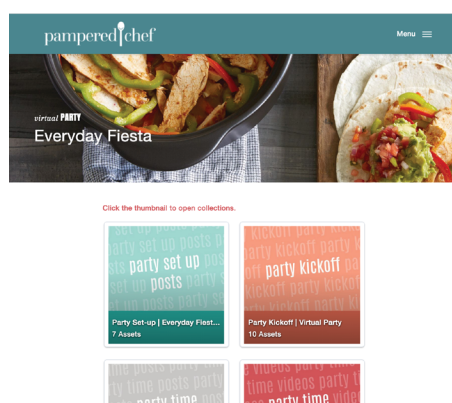 pampered chef
Menu
virtual PARTY
Everyday Fiesta
Click the thumbnail to open collections.
party set up
posts
Party Set-up | Everyday Fiest...
7 Assets
party kickoff
Party Kickoff | Virtual Party
10 Assets
party time
party time